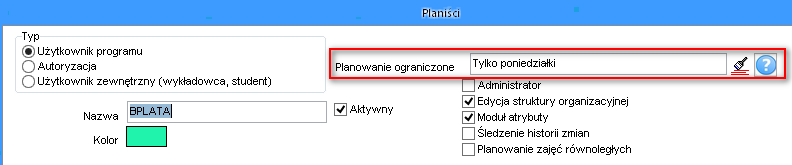 Planiści
Typ
Użytkownik programu
Autoryzacja
Użytkownik zewnętrzny (wykładowca, student)
Planowanie ograniczone Tylko poniedziałki ?
Administrator
Edycja struktury organizacyjnej
Moduł atrybuty
Śledzenie historii zmian
Planowanie zajęć równoległych
Nazwa BPLATA Aktywny
Kolor